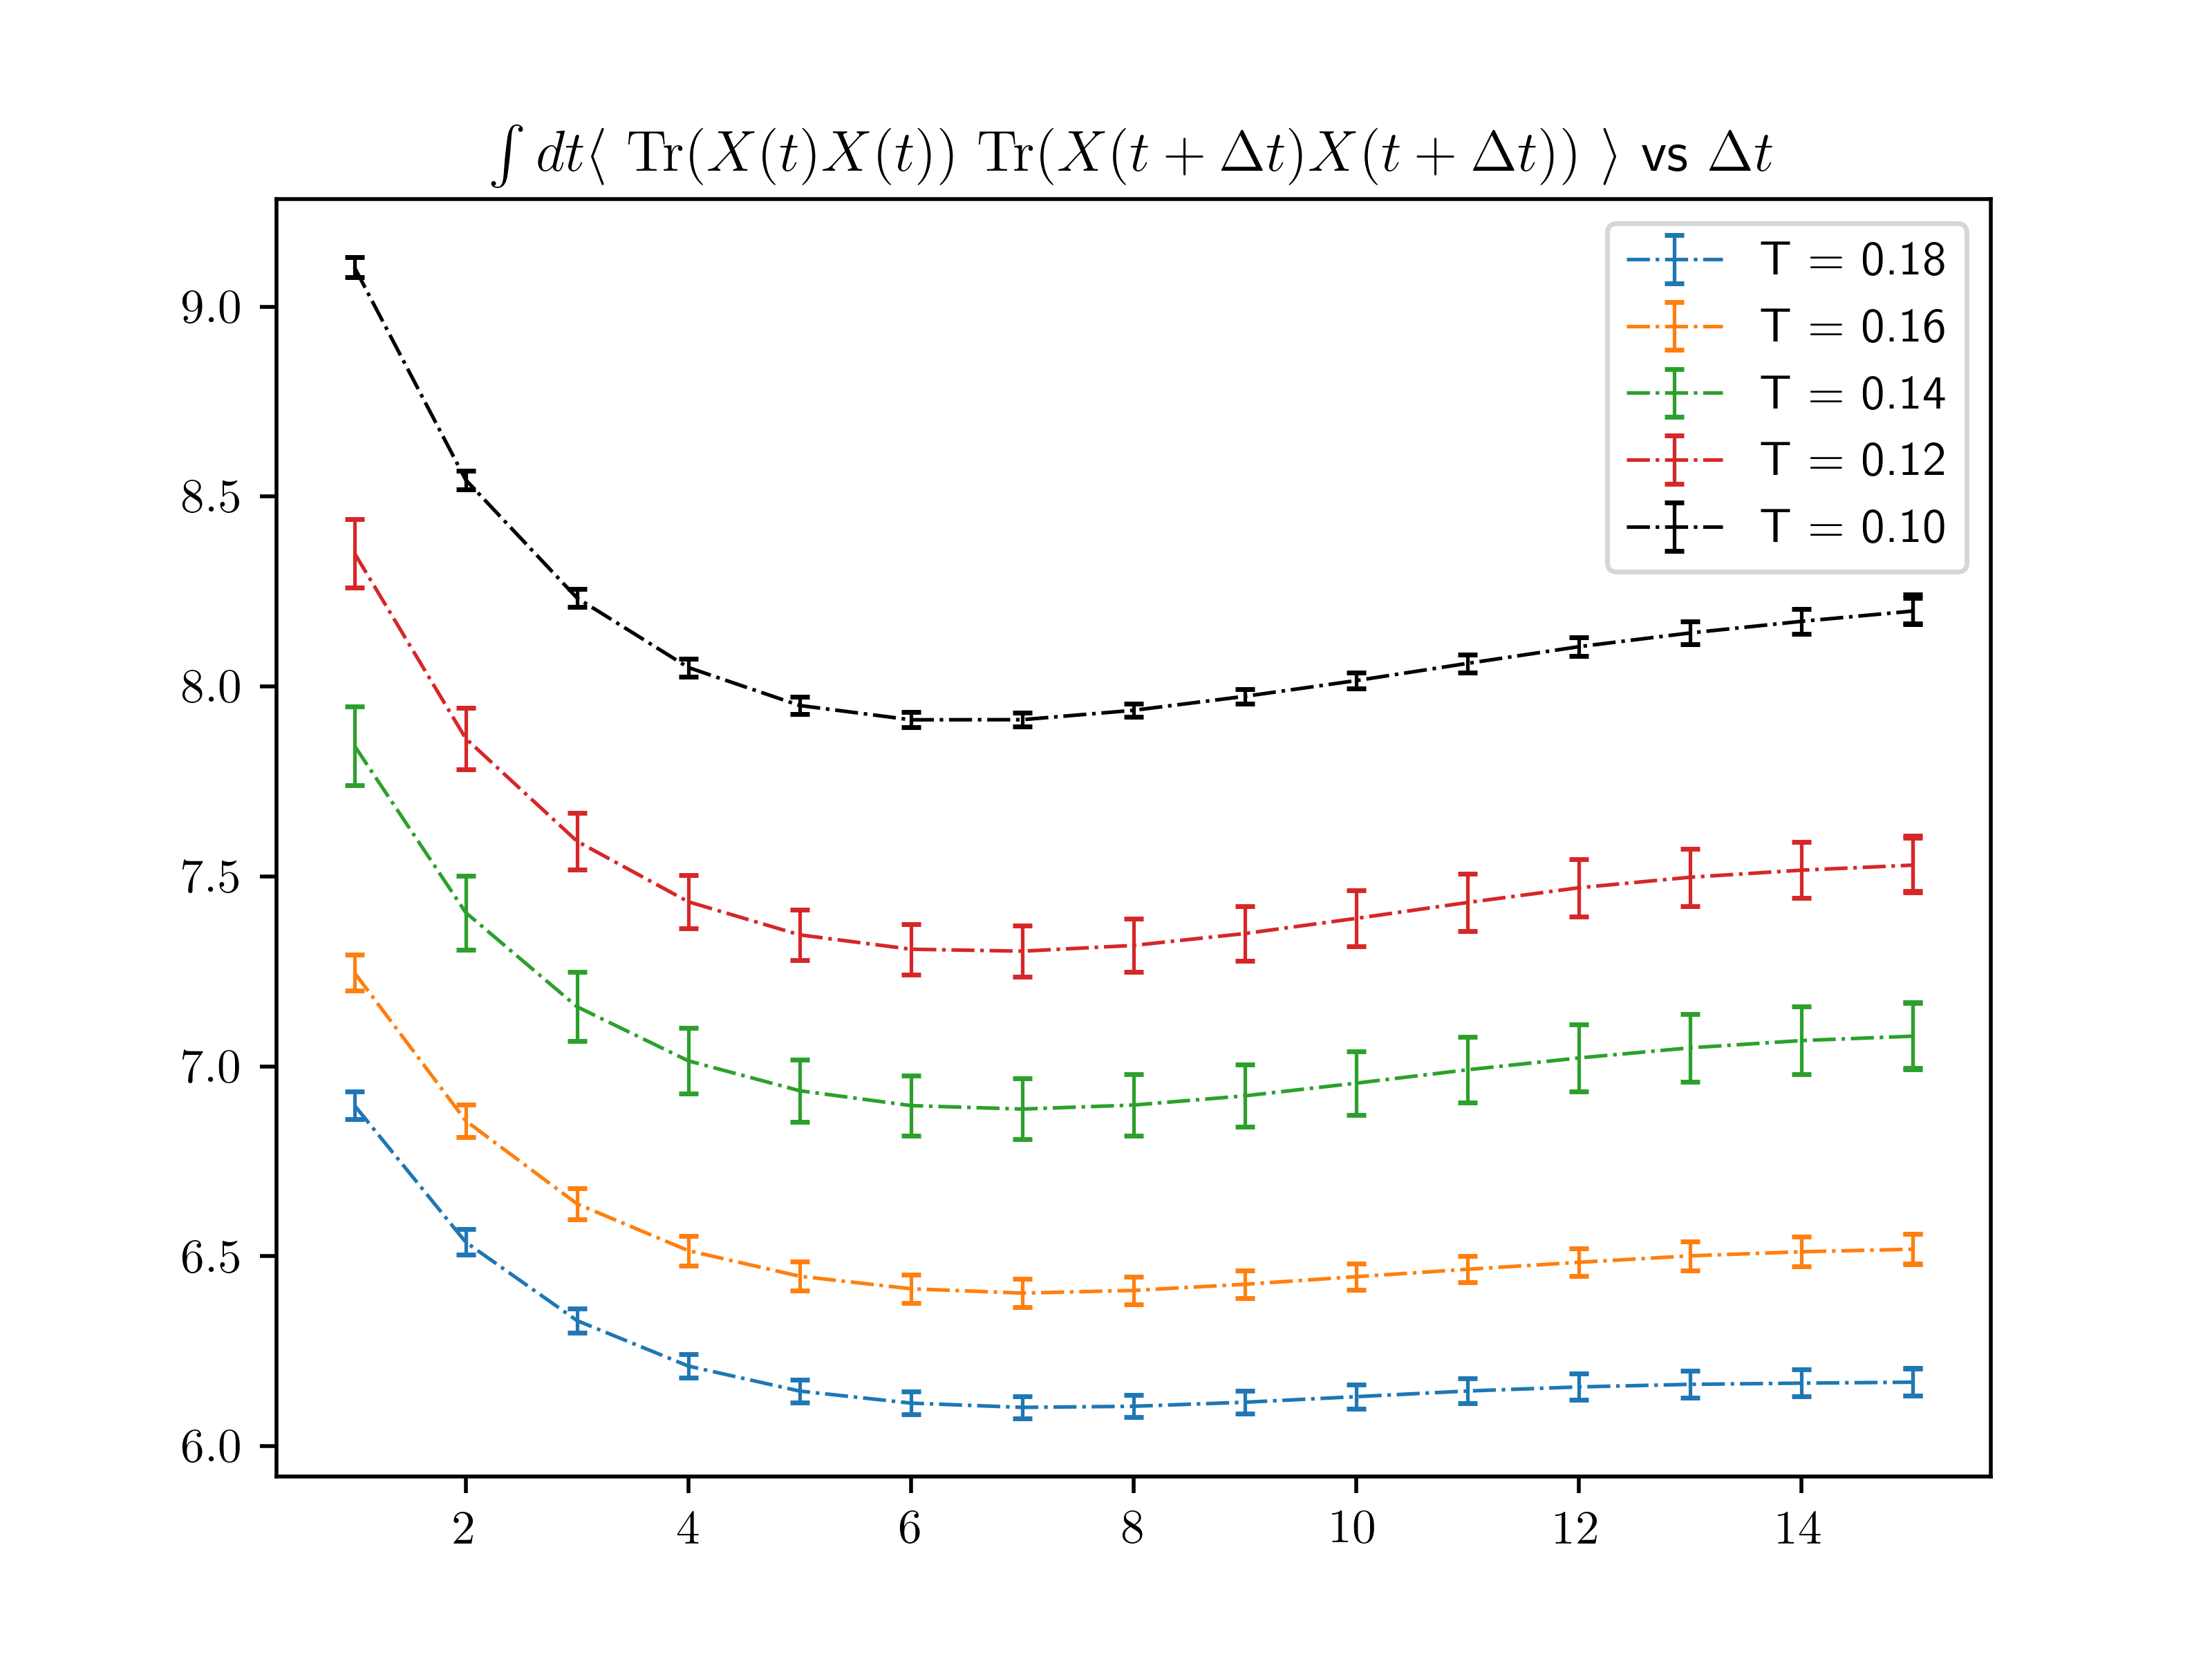 ∫ dt⟨ Tr(X(t)X(t)) Tr(X(t + Δt)X(t + Δt)) ⟩ vs Δt
T = 0.18
T = 0.16
T = 0.14
T = 0.12
T = 0.10
9.0
8.5
8.0
7.5
7.0
6.5
6.0
2 4 6 8 10 12 14